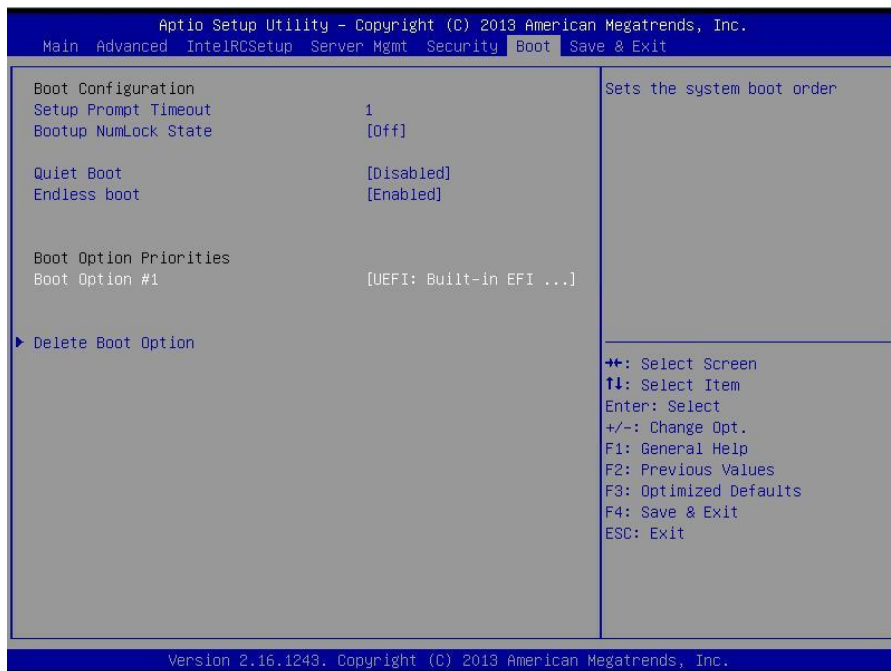 Aptio Setup Utility – Copyright (C) 2013 American Megatrends, Inc.
Main Advanced IntelRCSetup Server Mgmt Security Boot Save & Exit
Boot Configuration
Setup Prompt Timeout 1
Bootup NumLock State [Off]
Quiet Boot [Disabled]
Endless boot [Enabled]
Boot Option Priorities
Boot Option #1 [UEFI: Built-in EFI ...]
Delete Boot Option
Sets the system boot order
→←: Select Screen
↑↓: Select Item
Enter: Select
+/-: Change Opt.
F1: General Help
F2: Previous Values
F3: Optimized Defaults
F4: Save & Exit
ESC: Exit
Version 2.16.1243. Copyright (C) 2013 American Megatrends, Inc.